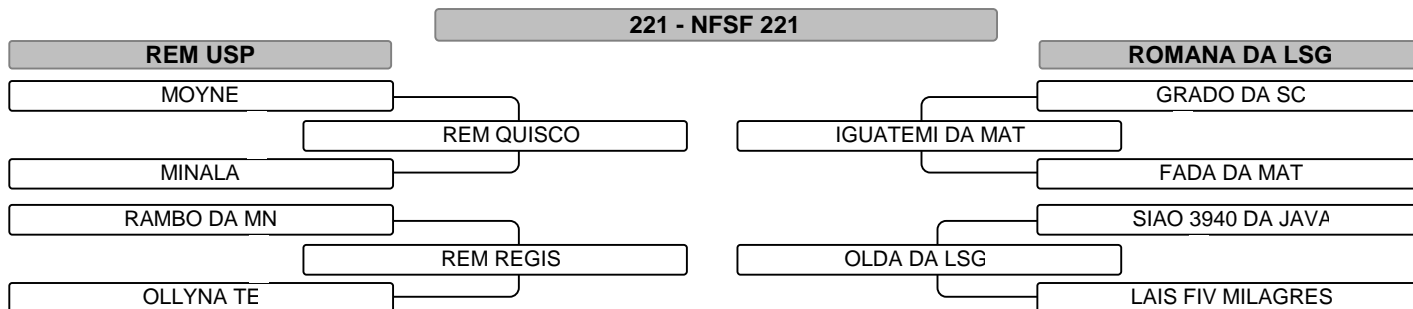 221 - NFSF 221
REM USP
ROMANA DA LSG
MOYNE
GRADO DA SC
REM QUISCO
IGUATEMI DA MAT
MINALA
FADA DA MAT
RAMBO DA MN
SIAO 3940 DA JAVA
REM REGIS
OLDA DA LSG
OLLYNA TE
LAIS FIV MILAGRES